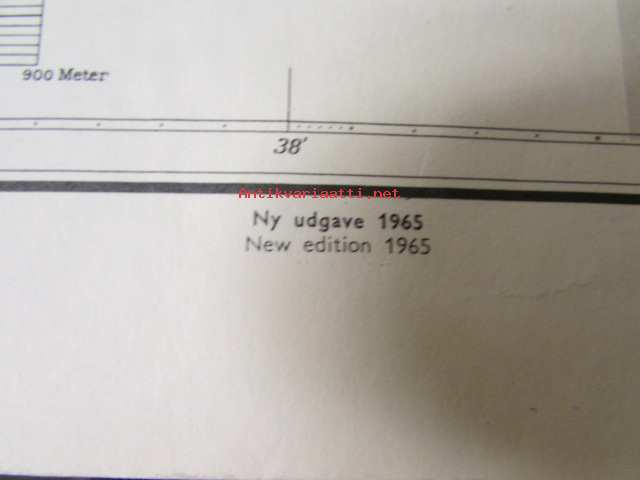 900 Meter
38'
Antikvariaatti.net
Ny udgave 1965
New edition 1965